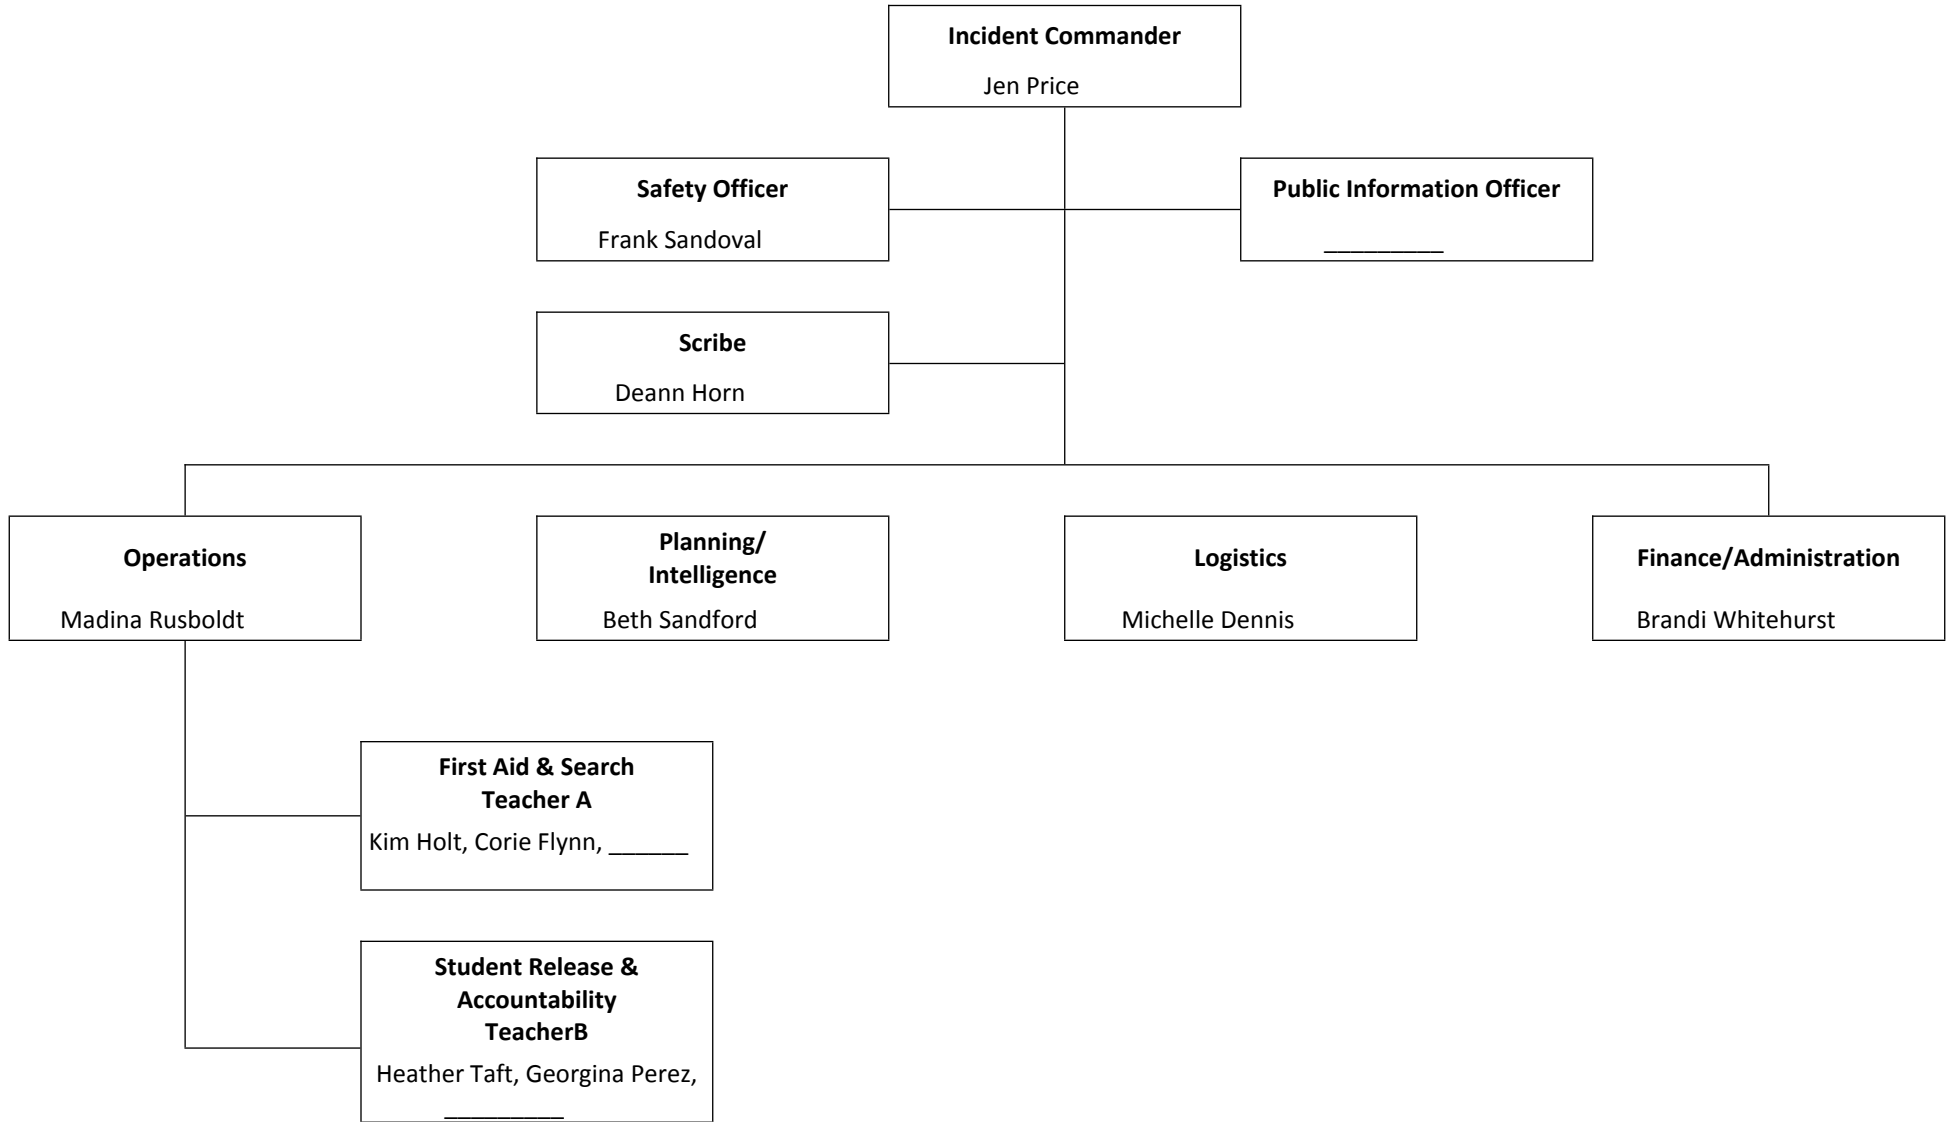 Incident Commander
Jen Price
Safety Officer
Frank Sandoval
Public Information Officer
_________
Scribe
Deann Horn
Operations
Madina Rusboldt
Planning/
Intelligence
Beth Sandford
Logistics
Michelle Dennis
Finance/Administration
Brandi Whitehurst
First Aid & Search
Teacher A
Kim Holt, Corie Flynn, ______
Student Release &
Accountability
TeacherB
Heather Taft, Georgina Perez,
_________